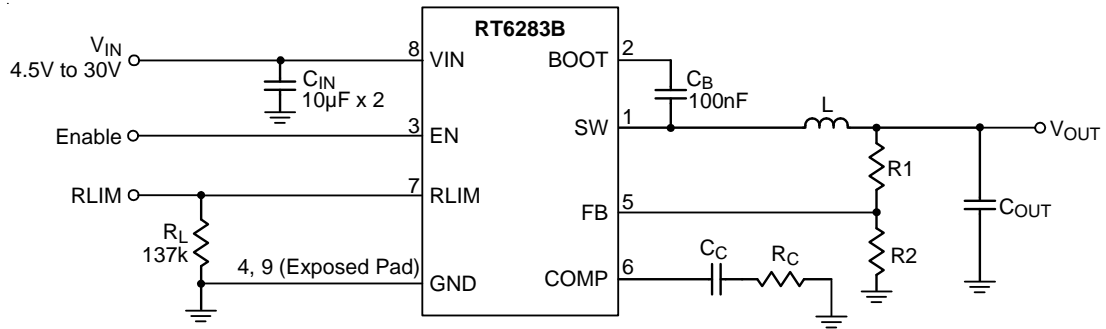 RT6283B
VIN
4.5V to 30V
8
VIN
CIN
10µF x 2
BOOT
2
CB
100nF
L
Enable
3
EN
SW
1
VOUT
R1
RLIM
7
RLIM
FB
5
COUT
RL
137k
R2
4, 9 (Exposed Pad)
GND
COMP
6
CC
RC